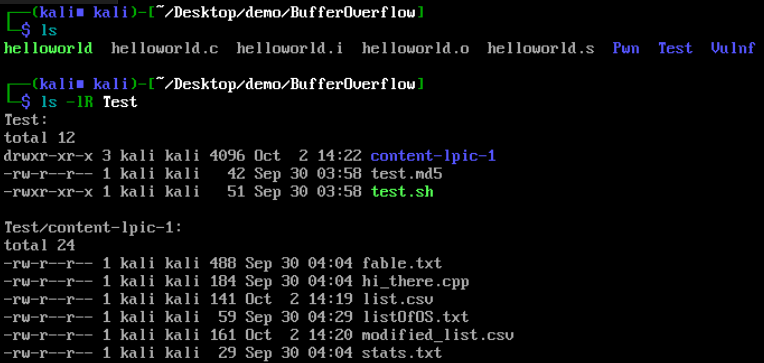 ┌──(kali■ kali)-[~/Desktop/demo/BufferOverflow]
└─$ ls
helloworld helloworld.c helloworld.i helloworld.o helloworld.s Pwn Test Vulnf
┌──(kali■ kali)-[~/Desktop/demo/BufferOverflow]
└─$ ls -lR Test
Test:
total 12
drwxr-xr-x 3 kali kali 4096 Oct  2 14:22 content-lpic-1
-rw-r--r-- 1 kali kali   42 Sep 30 03:58 test.md5
-rwxr-xr-x 1 kali kali   51 Sep 30 03:58 test.sh
Test/content-lpic-1:
total 24
-rw-r--r-- 1 kali kali 488 Sep 30 04:04 fable.txt
-rw-r--r-- 1 kali kali 184 Sep 30 04:04 hi_there.cpp
-rw-r--r-- 1 kali kali 141 Oct  2 14:19 list.csv
-rw-r--r-- 1 kali kali  59 Sep 30 04:29 listOfOS.txt
-rw-r--r-- 1 kali kali 161 Oct  2 14:20 modified_list.csv
-rw-r--r-- 1 kali kali  29 Sep 30 04:04 stats.txt